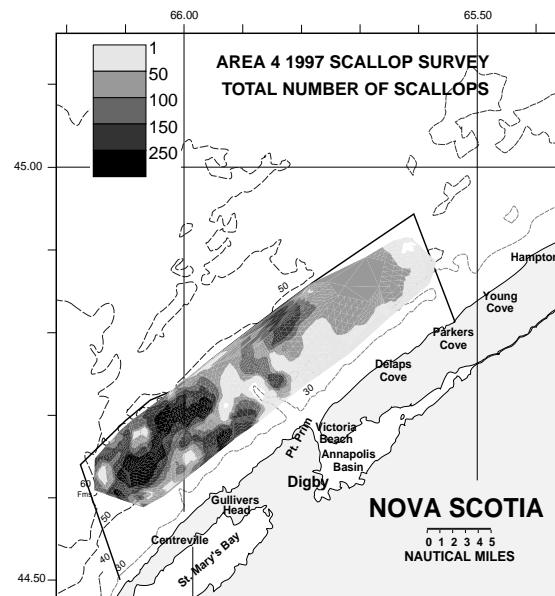 66.00
65.50
1
50
100
150
250
AREA 4 1997 SCALLOP SURVEY
TOTAL NUMBER OF SCALLOPS
45.00
50
Hampton
Young
Cove
Parkers
Cove
Delaps
Cove
30
Pt. Prim
Victoria
Beach
Annapolis
Basin
Digby
60
Fms
50
40
30
Gullivers
Head
Centreville
St. Mary's Bay
NOVA SCOTIA
0 1 2 3 4 5
NAUTICAL MILES
44.50